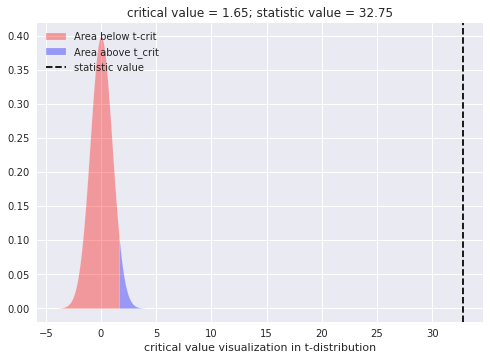 critical value = 1.65; statistic value = 32.75
Area below t-crit
Area above t_crit
statistic value
0.40
0.35
0.30
0.25
0.20
0.15
0.10
0.05
0.00
−5 0 5 10 15 20 25 30
critical value visualization in t-distribution